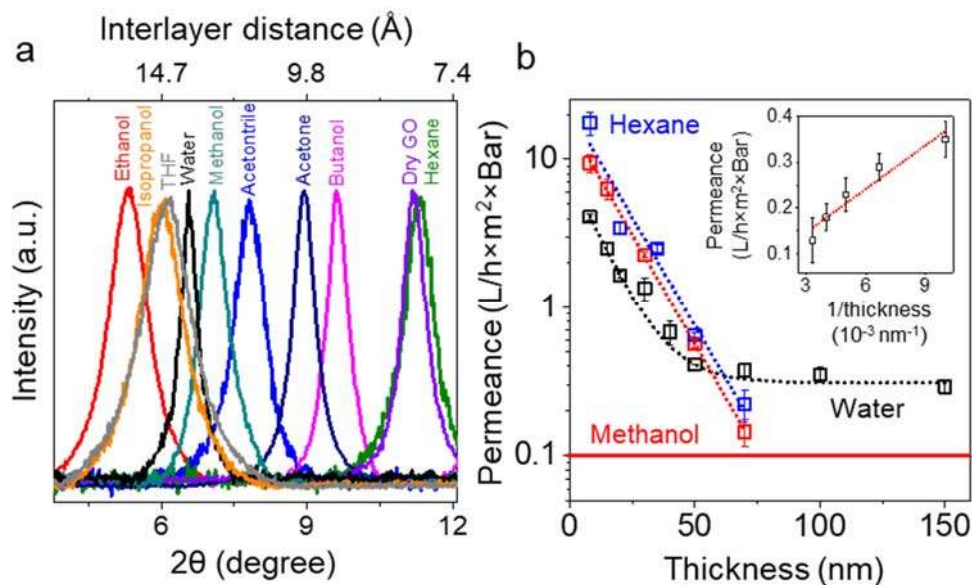 a
Interlayer distance (Å)
14.7 9.8 7.4
Ethanol
Isopropanol
THF
Water
Methanol
Acetontrile
Acetone
Butanol
Dry GO
Hexane
Intensity (a.u.)
6 9 12
2θ (degree)
b
Permeance (L/h×m²×Bar)
10
1
0.1
Hexane
Water
Methanol
0 50 100 150
Thickness (nm)
Permeance
(L/h×m²×Bar)
0.4
0.3
0.2
0.1
3 6 9
1/thickness
(10⁻³ nm⁻¹)